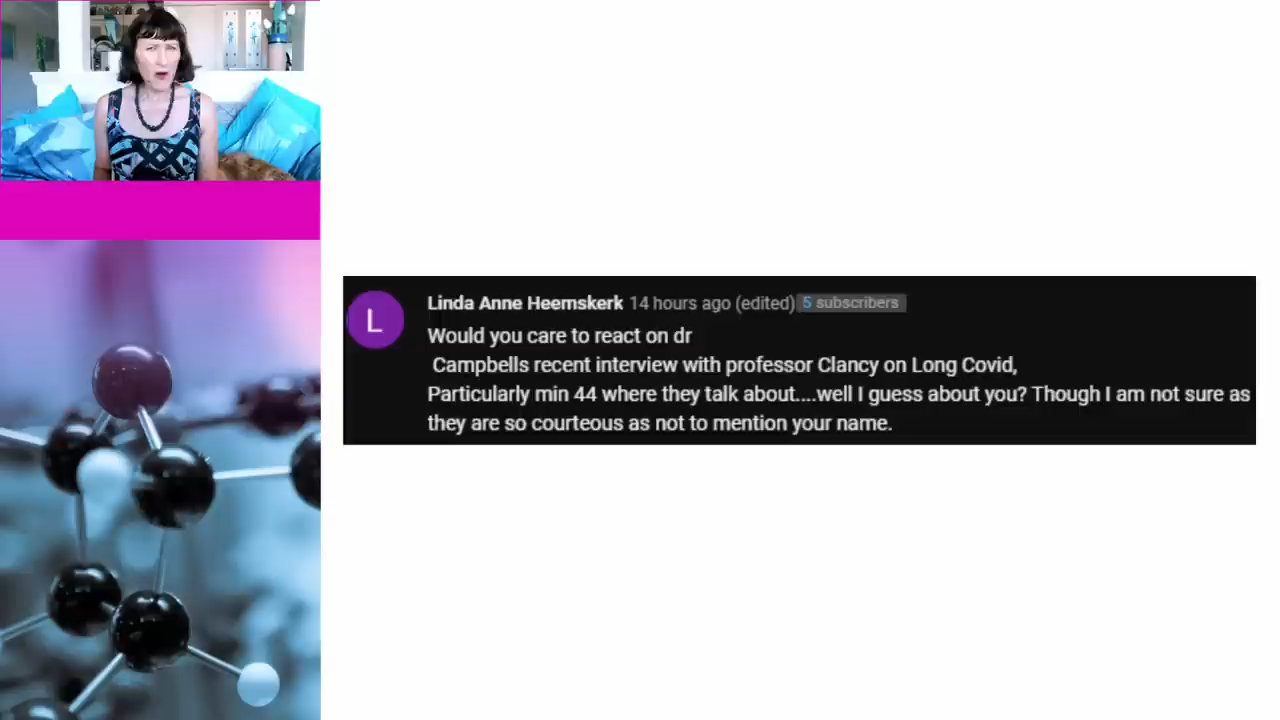 L
Linda Anne Heemskerk 14 hours ago (edited) 5 subscribers
Would you care to react on dr
Campbells recent interview with professor Clancy on Long Covid,
Particularly min 44 where they talk about....well I guess about you? Though I am not sure as
they are so courteous as not to mention your name.